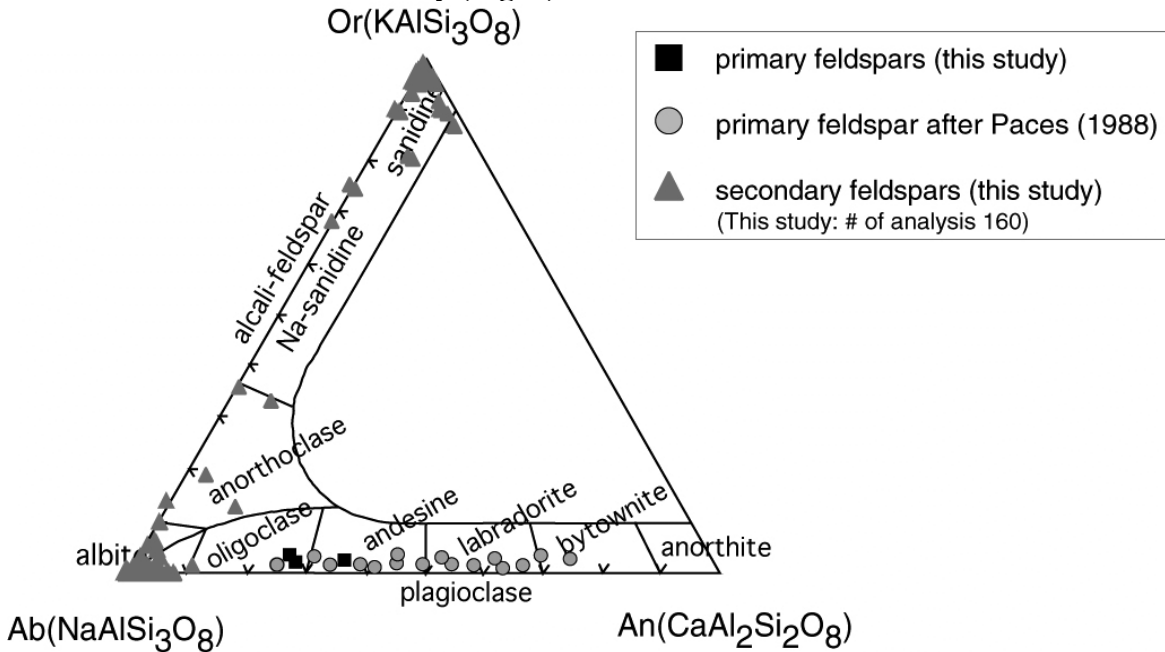 Or(KAlSi3O8)
primary feldspars (this study)
primary feldspar after Paces (1988)
secondary feldspars (this study)
(This study: # of analysis 160)
sanidine
alcali-feldspar
Na-sanidine
anorthoclase
oligoclase
andesine
labradorite
bytownite
albite
anorthite
plagioclase
Ab(NaAlSi3O8)
An(CaAl2Si2O8)